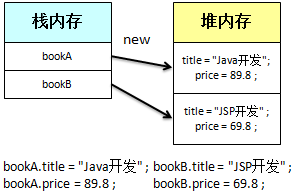 栈内存
堆内存
new
bookA
bookB
title = "Java开发" ;
price = 89.8 ;
title = "JSP开发" ;
price = 69.8 ;
bookA.title = "Java开发" ; bookB.title = "JSP开发" ;
bookA.price = 89.8 ; bookB.price = 69.8 ;